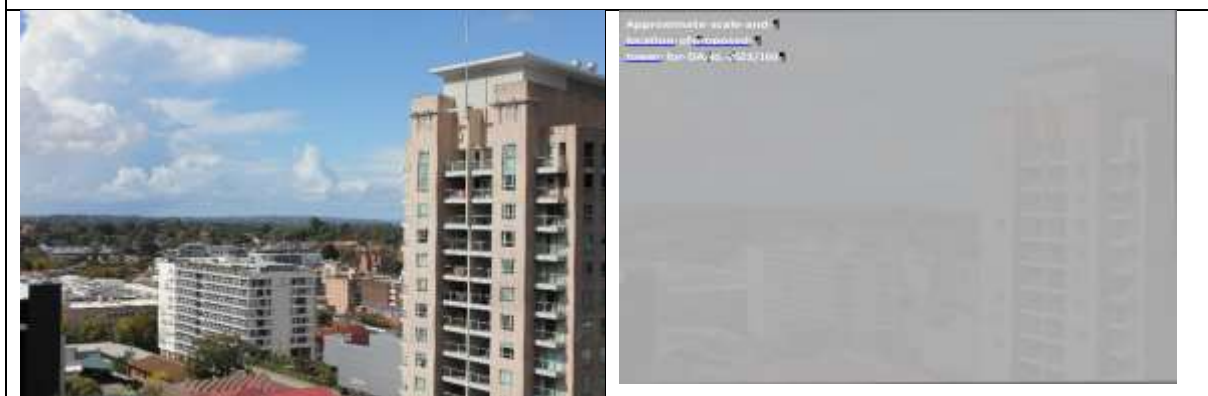 Approximate scale and ¶
location of proposed ¶
tower for DA